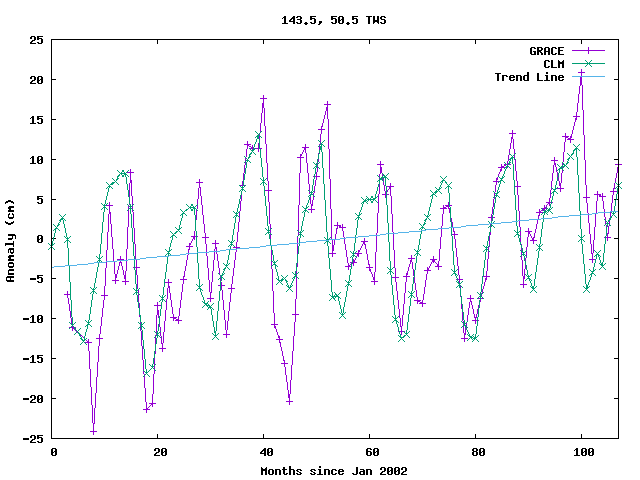 143.5, 50.5 TWS
GRACE
CLM
Trend Line
Anomaly (cm)
25
20
15
10
5
0
-5
-10
-15
-20
-25
0 20 40 60 80 100
Months since Jan 2002